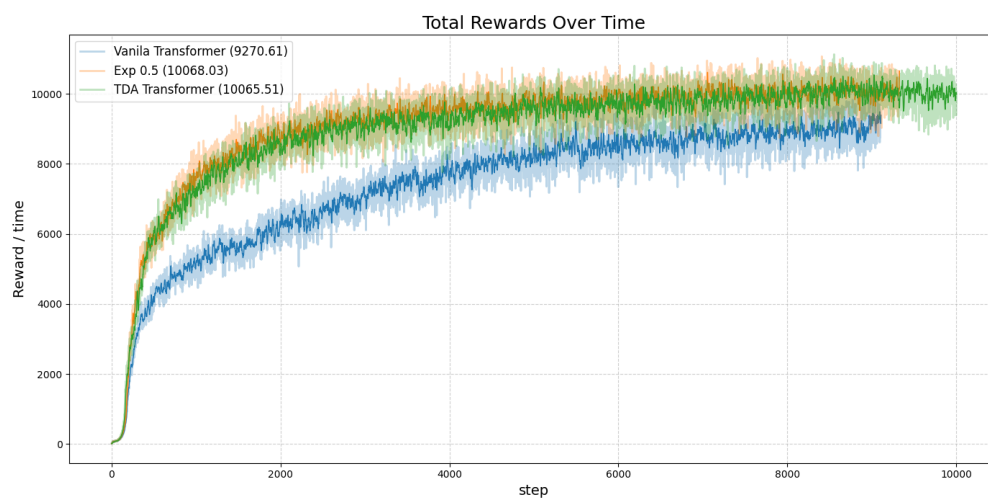 Total Rewards Over Time
Vanila Transformer (9270.61)
Exp 0.5 (10068.03)
TDA Transformer (10065.51)
Reward / time
10000
8000
6000
4000
2000
0
0 2000 4000 6000 8000 10000
step